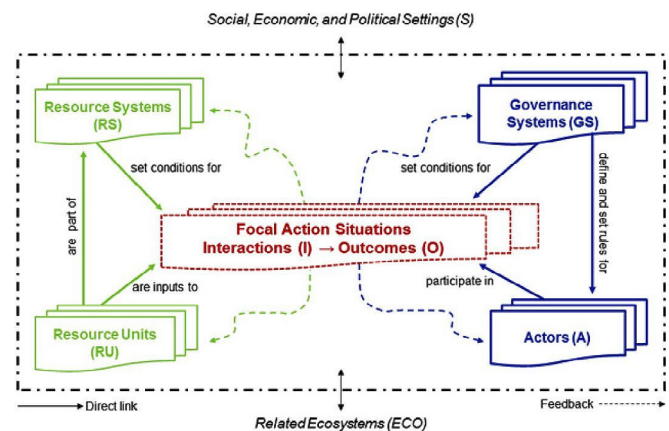 Social, Economic, and Political Settings (S)
Resource Systems
(RS)
Governance
Systems (GS)
set conditions for
set conditions for
are part of
define and set rules for
Focal Action Situations
Interactions (I) → Outcomes (O)
are inputs to
participate in
Resource Units
(RU)
Actors (A)
Direct link
Feedback
Related Ecosystems (ECO)